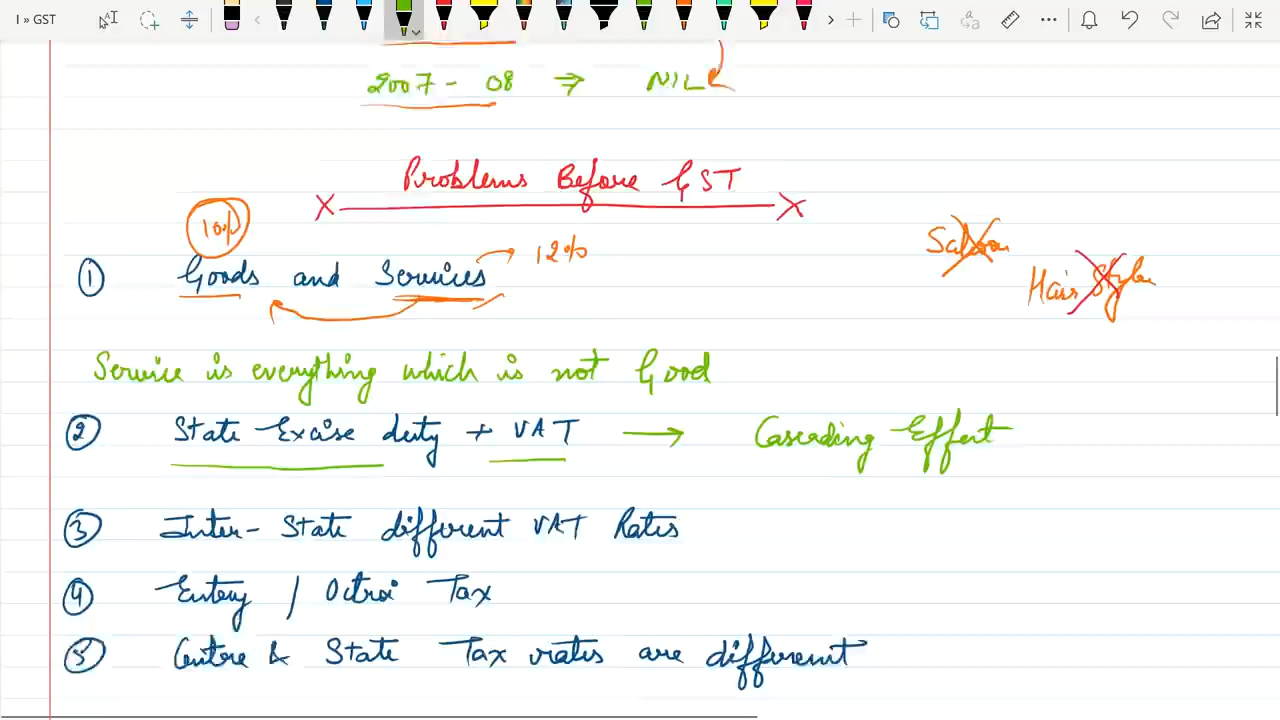 I » GST
2007 - 08 ⇒ NIL
Problems Before GST
10%
① Goods and Services → 12%
Saloon
Hair Style
Service is everything which is not Good
② State Excise duty + VAT → Cascading Effect
③ Inter-State different VAT Rates
④ Entery / Octroi Tax
⑤ Centre & State Tax rates are different